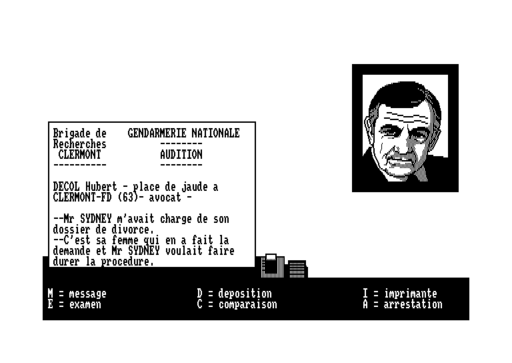 Brigade de GENDARMERIE NATIONALE
Recherches --------
CLERMONT AUDITION
---------- --------
DECOL Hubert - place de jaude a
CLERMONT-FD (63)- avocat -
--Mr SYDNEY m'avait charge de son
dossier de divorce.
--C'est sa femme qui en a fait la
demande et Mr SYDNEY voulait faire
durer la procedure.
M = message D = deposition I = imprimante
E = examen C = comparaison A = arrestation